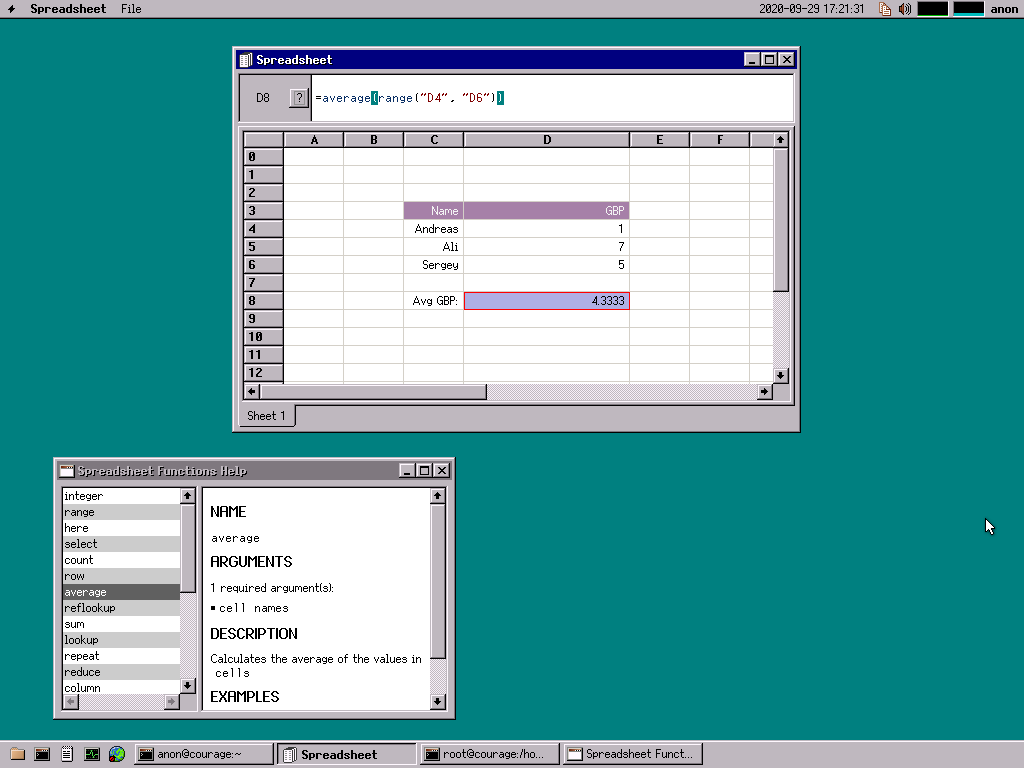 Spreadsheet File 2020-09-29 17:21:31 anon
Spreadsheet
D8 ? =average(range("D4", "D6"))
A B C D E F
0
1
2
3 Name GBP
4 Andreas 1
5 Ali 7
6 Sergey 5
7
8 Avg GBP: 4.3333
9
10
11
12
Sheet 1
Spreadsheet Functions Help
integer
range
here
select
count
row
average
reflookup
sum
lookup
repeat
reduce
column
NAME
average
ARGUMENTS
1 required argument(s):
cell names
DESCRIPTION
Calculates the average of the values in
cells
EXAMPLES
anon@courage:~ Spreadsheet root@courage:/ho... Spreadsheet Funct...